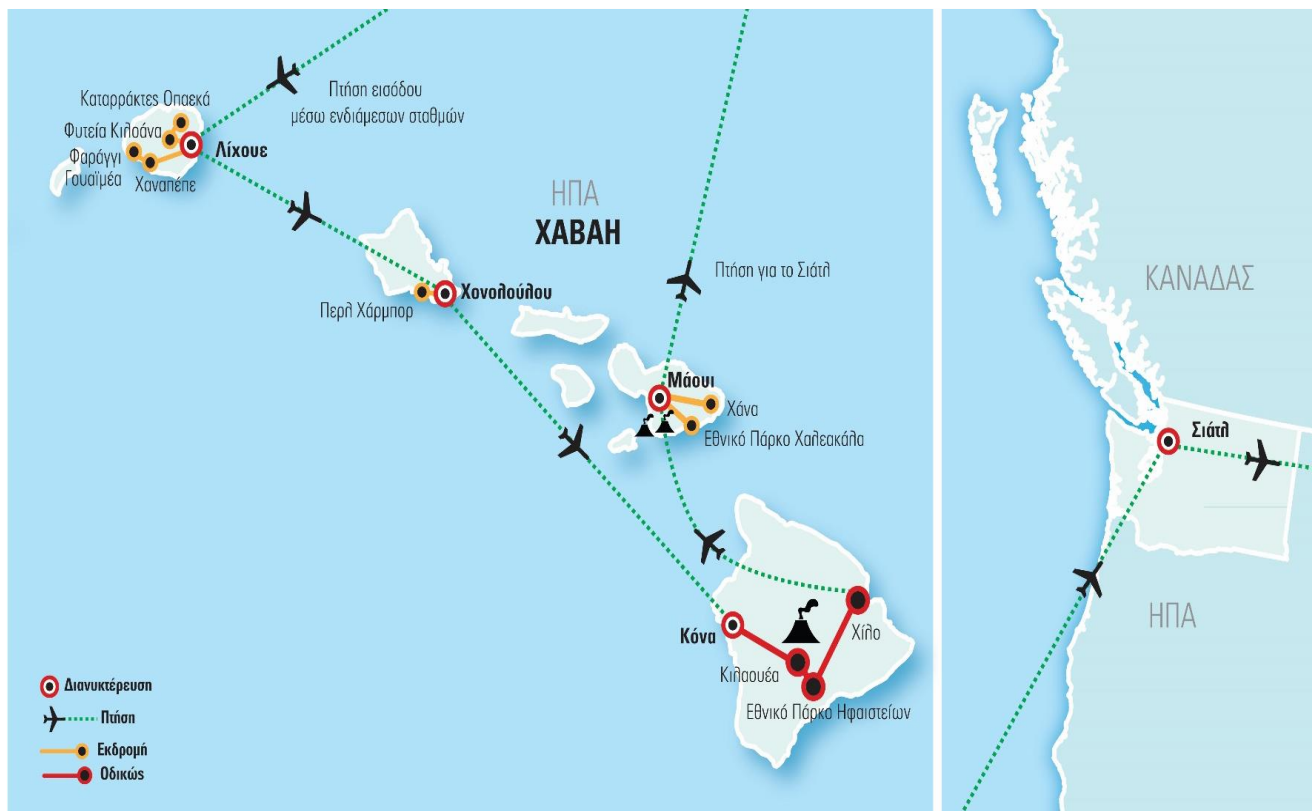 Πτήση εισόδου
μέσω ενδιάμεσων σταθμών
Καταρράκτες Οπαεκά
Φυτεία Κιλοάνα
Φαράγγι
Γουαϊμέα
Χαναπέπε
Λίχουε
ΗΠΑ
ΧΑΒΑΗ
Πτήση για το Σιάτλ
Περλ Χάρμπορ
Χονολούλου
Μάουι
Χάνα
Εθνικό Πάρκο Χαλεακάλα
Κόνα
Χίλο
Κιλαουέα
Εθνικό Πάρκο Ηφαιστείων
Διανυκτέρευση
Πτήση
Εκδρομή
Οδικώς
ΚΑΝΑΔΑΣ
Σιάτλ
ΗΠΑ